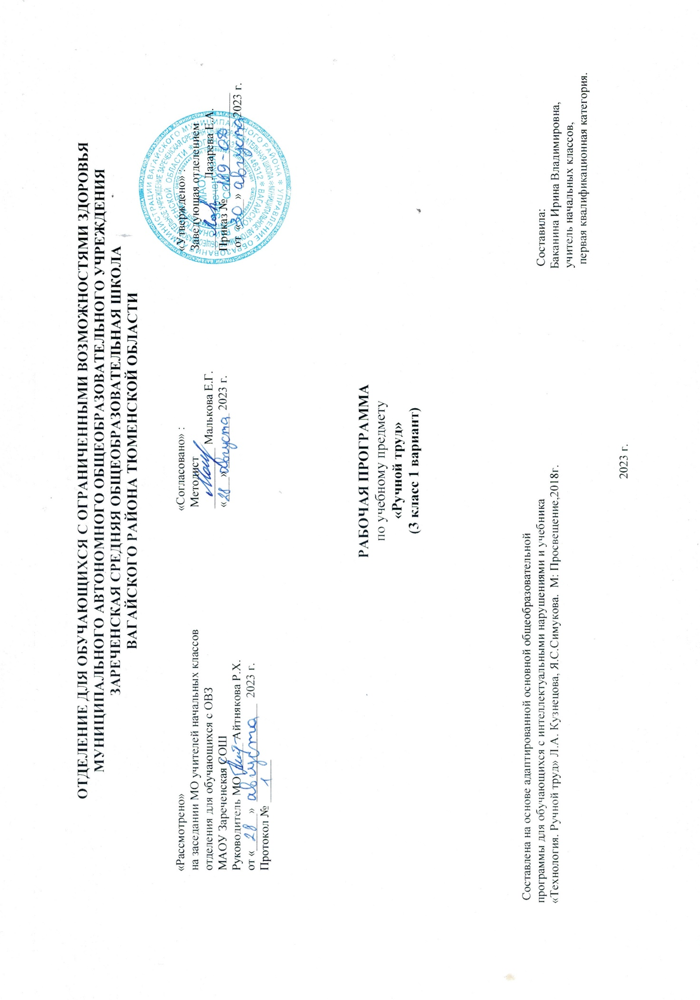 ОТДЕЛЕНИЕ ДЛЯ ОБУЧАЮЩИХСЯ С ОГРАНИЧЕННЫМИ ВОЗМОЖНОСТЯМИ ЗДОРОВЬЯ
МУНИЦИПАЛЬНОГО АВТОНОМНОГО ОБЩЕОБРАЗОВАТЕЛЬНОГО УЧРЕЖДЕНИЯ
ЗАРЕЧЕНСКАЯ СРЕДНЯЯ ОБЩЕОБРАЗОВАТЕЛЬНАЯ ШКОЛА
ВАГАЙСКОГО РАЙОНА ТЮМЕНСКОЙ ОБЛАСТИ
«Рассмотрено»
на заседании МО учителей начальных классов
отделения для обучающихся с ОВЗ
МАОУ Зареченская СОШ
Руководитель МО Айтнякова Р.Х.
от « 28 » августа 2023 г.
Протокол № 1
«Согласовано» :
Методист
Малькова Е.Г.
« 28 » августа 2023 г.
«Утверждено» :
Заведующая отделением
Лазарева Е.А.
Приказ № 189-ОД
от «30 » августа 2023 г.
РАБОЧАЯ ПРОГРАММА
по учебному предмету
«Ручной труд»
(3 класс 1 вариант)
Составлена на основе адаптированной основной общеобразовательной
программы для обучающихся с интеллектуальными нарушениями и учебника
«Технология. Ручной труд» Л.А. Кузнецова, Я.С.Симукова. М: Просвещение,2018г.
Составила:
Баканина Ирина Владимировна,
учитель начальных классов,
первая квалификационная категория.
2023 г.